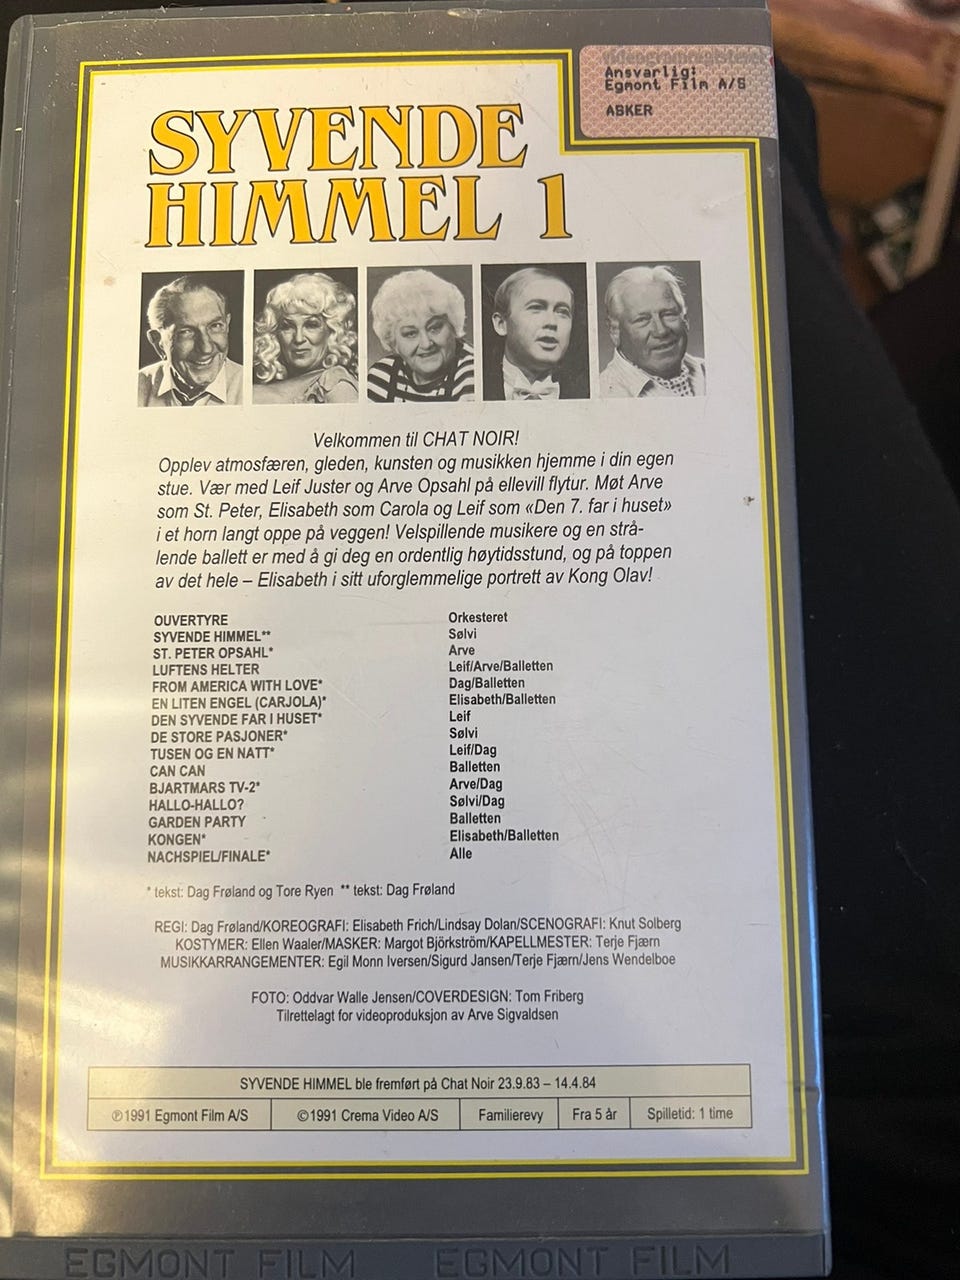 Ansvarlig:
Egmont Film A/S
ASKER
SYVENDE
HIMMEL 1
Velkommen til CHAT NOIR!
Opplev atmosfæren, gleden, kunsten og musikken hjemme i din egen
stue. Vær med Leif Juster og Arve Opsahl på ellevill flytur. Møt Arve
som St. Peter, Elisabeth som Carola og Leif som «Den 7. far i huset»
i et horn langt oppe på veggen! Velspillende musikere og en strå-
lende ballett er med å gi deg en ordentlig høytidsstund, og på toppen
av det hele – Elisabeth i sitt uforglemmelige portrett av Kong Olav!
OUVERTYRE Orkesteret
SYVENDE HIMMEL** Sølvi
ST. PETER OPSAHL* Arve
LUFTENS HELTER Leif/Arve/Balletten
FROM AMERICA WITH LOVE* Dag/Balletten
EN LITEN ENGEL (CARJOLA)* Elisabeth/Balletten
DEN SYVENDE FAR I HUSET* Leif
DE STORE PASJONER* Sølvi
TUSEN OG EN NATT* Leif/Dag
CAN CAN Balletten
BJARTMARS TV-2* Arve/Dag
HALLO-HALLO? Sølvi/Dag
GARDEN PARTY Balletten
KONGEN* Elisabeth/Balletten
NACHSPIEL/FINALE* Alle
* tekst: Dag Frøland og Tore Ryen ** tekst: Dag Frøland
REGI: Dag Frøland/KOREOGRAFI: Elisabeth Frich/Lindsay Dolan/SCENOGRAFI: Knut Solberg
KOSTYMER: Ellen Waaler/MASKER: Margot Björkström/KAPELLMESTER: Terje Fjærn
MUSIKKARRANGEMENTER: Egil Monn Iversen/Sigurd Jansen/Terje Fjærn/Jens Wendelboe
FOTO: Oddvar Walle Jensen/COVERDESIGN: Tom Friberg
Tilrettelagt for videoproduksjon av Arve Sigvaldsen
SYVENDE HIMMEL ble fremført på Chat Noir 23.9.83 – 14.4.84
℗1991 Egmont Film A/S ©1991 Crema Video A/S Familierevy Fra 5 år Spilletid: 1 time
EGMONT FILM EGMONT FILM